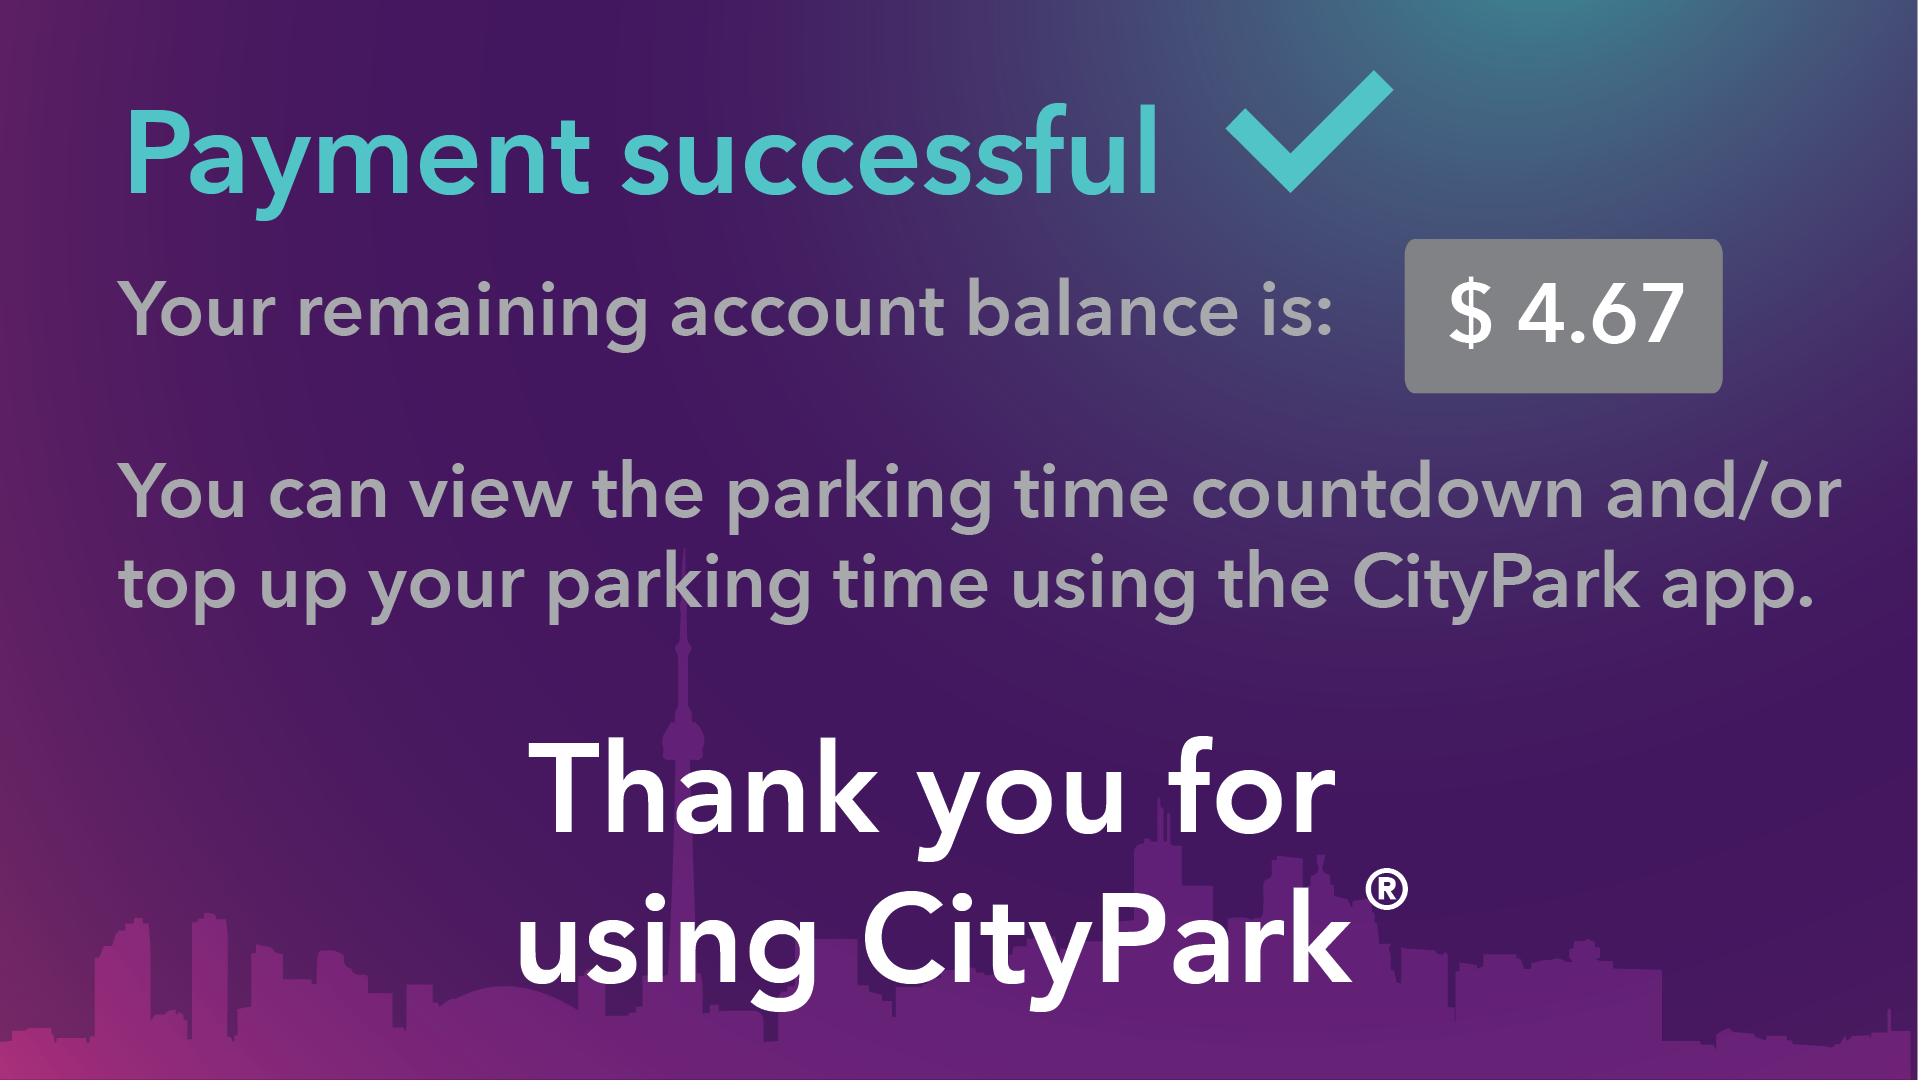 Payment successful
Your remaining account balance is: $ 4.67
You can view the parking time countdown and/or
top up your parking time using the CityPark app.
Thank you for
using CityPark®